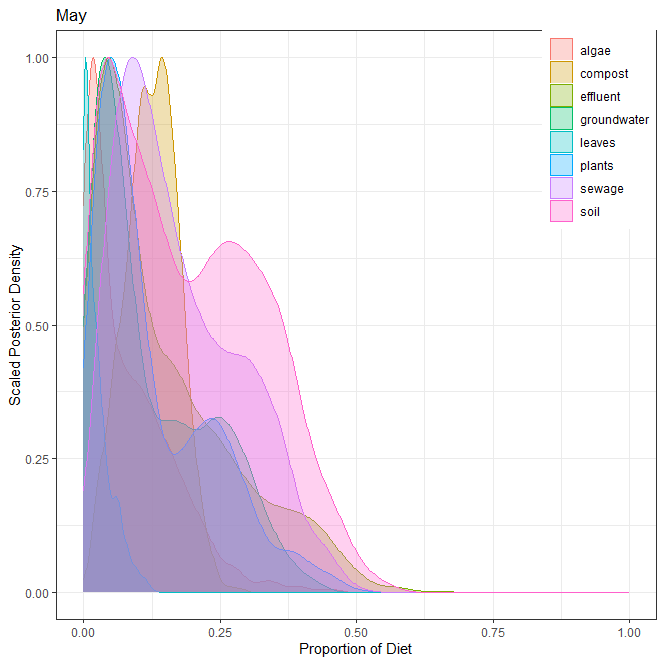 May
algae
compost
effluent
groundwater
leaves
plants
sewage
soil
1.00
0.75
0.50
0.25
0.00
Scaled Posterior Density
0.00 0.25 0.50 0.75 1.00
Proportion of Diet